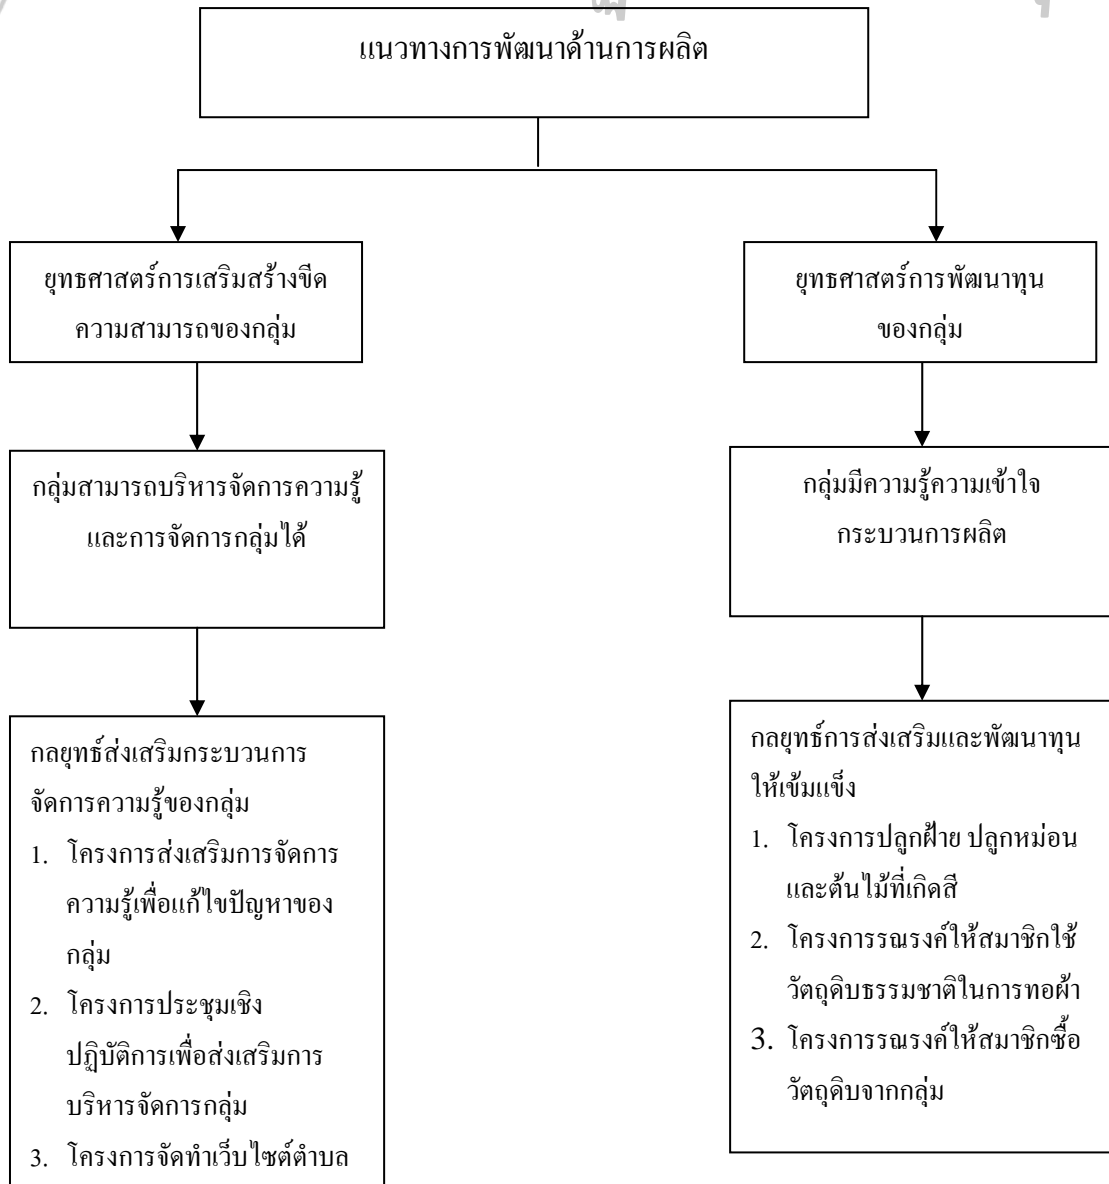 แนวทางการพัฒนาด้านการผลิต
ยุทธศาสตร์การเสริมสร้างขีด
ความสามารถของกลุ่ม
ยุทธศาสตร์การพัฒนาทุน
ของกลุ่ม
กลุ่มสามารถบริหารจัดการความรู้
และการจัดการกลุ่มได้
กลุ่มมีความรู้ความเข้าใจ
กระบวนการผลิต
กลยุทธ์ส่งเสริมกระบวนการ
จัดการความรู้ของกลุ่ม
1. โครงการส่งเสริมการจัดการ
ความรู้เพื่อแก้ไขปัญหาของ
กลุ่ม
2. โครงการประชุมเชิง
ปฏิบัติการเพื่อส่งเสริมการ
บริหารจัดการกลุ่ม
3. โครงการจัดทำเว็บไซต์ตำบล
กลยุทธ์การส่งเสริมและพัฒนาทุน
ให้เข้มแข็ง
1. โครงการปลูกฝ้าย ปลูกหม่อน
และต้นไม้ที่เกิดสี
2. โครงการรณรงค์ให้สมาชิกใช้
วัตถุดิบธรรมชาติในการทอผ้า
3. โครงการรณรงค์ให้สมาชิกซื้อ
วัตถุดิบจากกลุ่ม